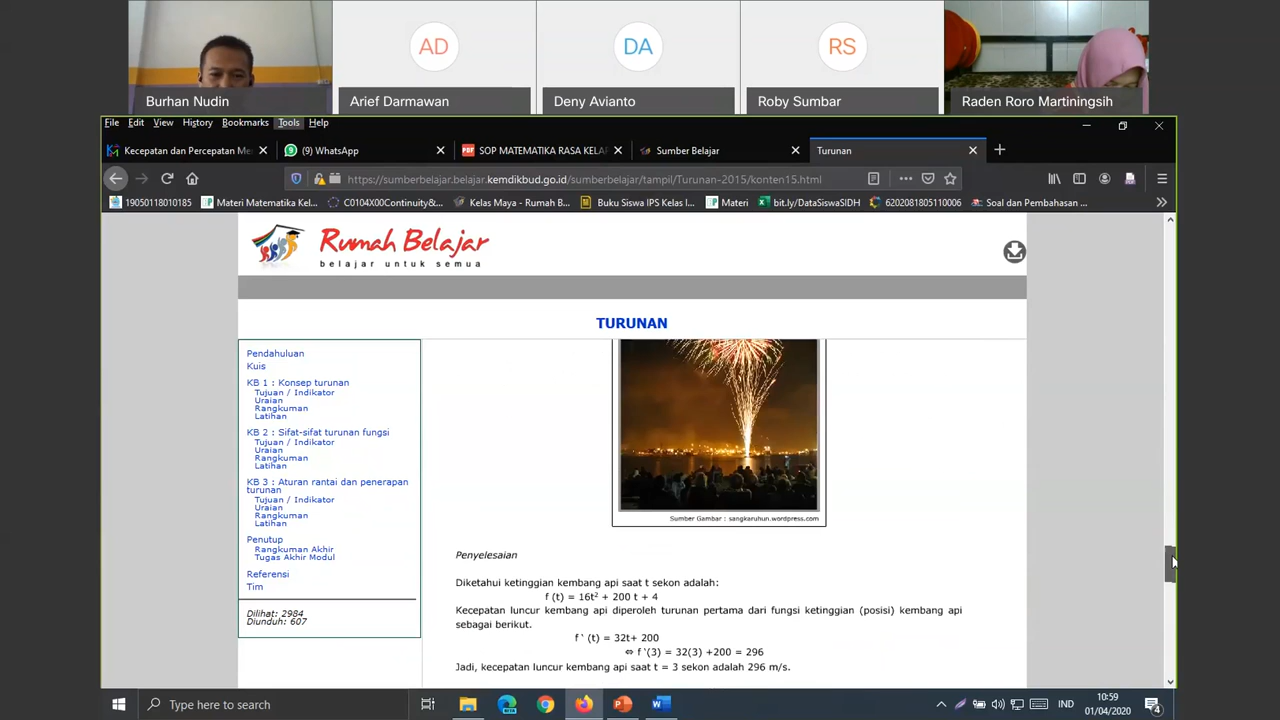 AD
DA
RS
Burhan Nudin
Arief Darmawan
Deny Avianto
Roby Sumbar
Raden Roro Martiningsih
File Edit View History Bookmarks Tools Help
Kecepatan dan Percepatan Me
(9) WhatsApp
SOP MATEMATIKA RASA KELAP
Sumber Belajar
Turunan
https://sumberbelajar.belajar.kemdikbud.go.id/sumberbelajar/tampil/Turunan-2015/konten15.html
19050118010185
Materi Matematika Kel...
C0104X00Continuity&...
Kelas Maya - Rumah B...
Buku Siswa IPS Kelas I...
Materi
bit.ly/DataSiswaSIDH
6202081805110006
Soal dan Pembahasan ...
Rumah Belajar
belajar untuk semua
TURUNAN
Pendahuluan
Kuis
KB 1 : Konsep turunan
Tujuan / Indikator
Uraian
Rangkuman
Latihan
KB 2 : Sifat-sifat turunan fungsi
Tujuan / Indikator
Uraian
Rangkuman
Latihan
KB 3 : Aturan rantai dan penerapan
turunan
Tujuan / Indikator
Uraian
Rangkuman
Latihan
Penutup
Rangkuman Akhir
Tugas Akhir Modul
Referensi
Tim
Dilihat: 2984
Diunduh: 607
Sumber Gambar : sangkaruhun.wordpress.com
Penyelesaian
Diketahui ketinggian kembang api saat t sekon adalah:
f (t) = 16t² + 200 t + 4
Kecepatan luncur kembang api diperoleh turunan pertama dari fungsi ketinggian (posisi) kembang api
sebagai berikut.
f ‵ (t) = 32t+ 200
⇔ f ‵(3) = 32(3) +200 = 296
Jadi, kecepatan luncur kembang api saat t = 3 sekon adalah 296 m/s.
Type here to search
IND
10:59
01/04/2020
4